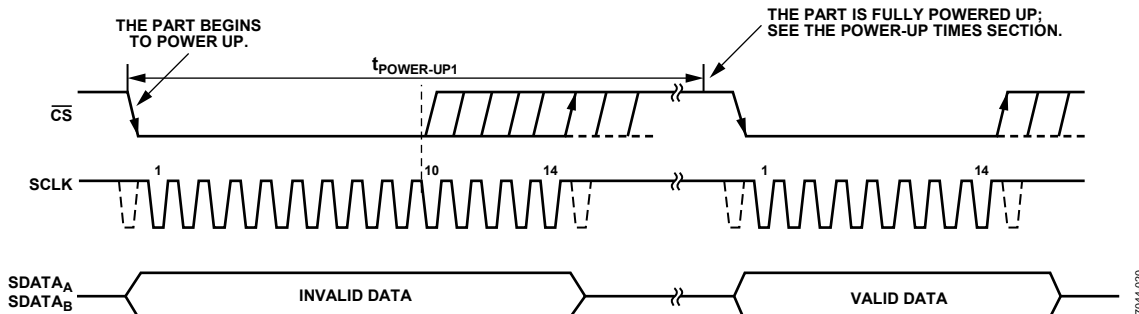 THE PART BEGINS
TO POWER UP.
THE PART IS FULLY POWERED UP;
SEE THE POWER-UP TIMES SECTION.
tPOWER-UP1
CS
SCLK
1
10
14
1
14
SDATAA
SDATAB
INVALID DATA
VALID DATA